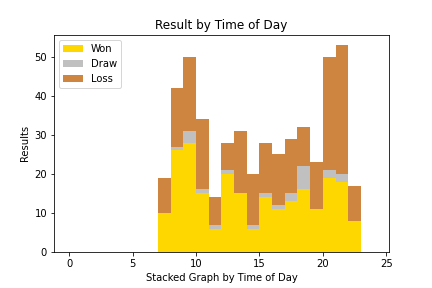 Result by Time of Day
Won
Draw
Loss
50
40
30
20
10
0
Results
0 5 10 15 20 25
Stacked Graph by Time of Day